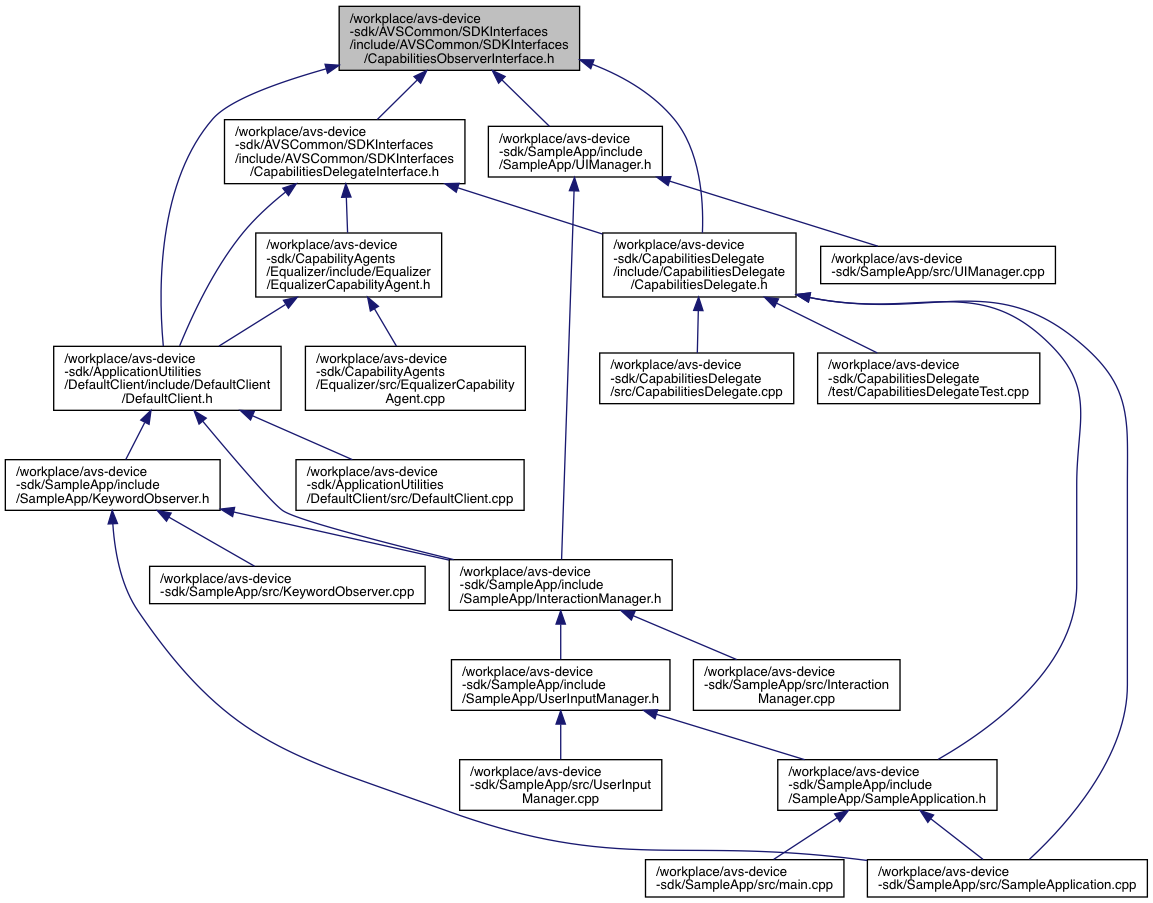 /workplace/avs-device
-sdk/AVSCommon/SDKInterfaces
/include/AVSCommon/SDKInterfaces
/CapabilitiesObserverInterface.h
/workplace/avs-device
-sdk/AVSCommon/SDKInterfaces
/include/AVSCommon/SDKInterfaces
/CapabilitiesDelegateInterface.h
/workplace/avs-device
-sdk/SampleApp/include
/SampleApp/UIManager.h
/workplace/avs-device
-sdk/CapabilityAgents
/Equalizer/include/Equalizer
/EqualizerCapabilityAgent.h
/workplace/avs-device
-sdk/CapabilitiesDelegate
/include/CapabilitiesDelegate
/CapabilitiesDelegate.h
/workplace/avs-device
-sdk/SampleApp/src/UIManager.cpp
/workplace/avs-device
-sdk/ApplicationUtilities
/DefaultClient/include/DefaultClient
/DefaultClient.h
/workplace/avs-device
-sdk/CapabilityAgents
/Equalizer/src/EqualizerCapability
Agent.cpp
/workplace/avs-device
-sdk/CapabilitiesDelegate
/src/CapabilitiesDelegate.cpp
/workplace/avs-device
-sdk/CapabilitiesDelegate
/test/CapabilitiesDelegateTest.cpp
/workplace/avs-device
-sdk/SampleApp/include
/SampleApp/KeywordObserver.h
/workplace/avs-device
-sdk/ApplicationUtilities
/DefaultClient/src/DefaultClient.cpp
/workplace/avs-device
-sdk/SampleApp/src/KeywordObserver.cpp
/workplace/avs-device
-sdk/SampleApp/include
/SampleApp/InteractionManager.h
/workplace/avs-device
-sdk/SampleApp/include
/SampleApp/UserInputManager.h
/workplace/avs-device
-sdk/SampleApp/src/Interaction
Manager.cpp
/workplace/avs-device
-sdk/SampleApp/src/UserInput
Manager.cpp
/workplace/avs-device
-sdk/SampleApp/include
/SampleApp/SampleApplication.h
/workplace/avs-device
-sdk/SampleApp/src/main.cpp
/workplace/avs-device
-sdk/SampleApp/src/SampleApplication.cpp